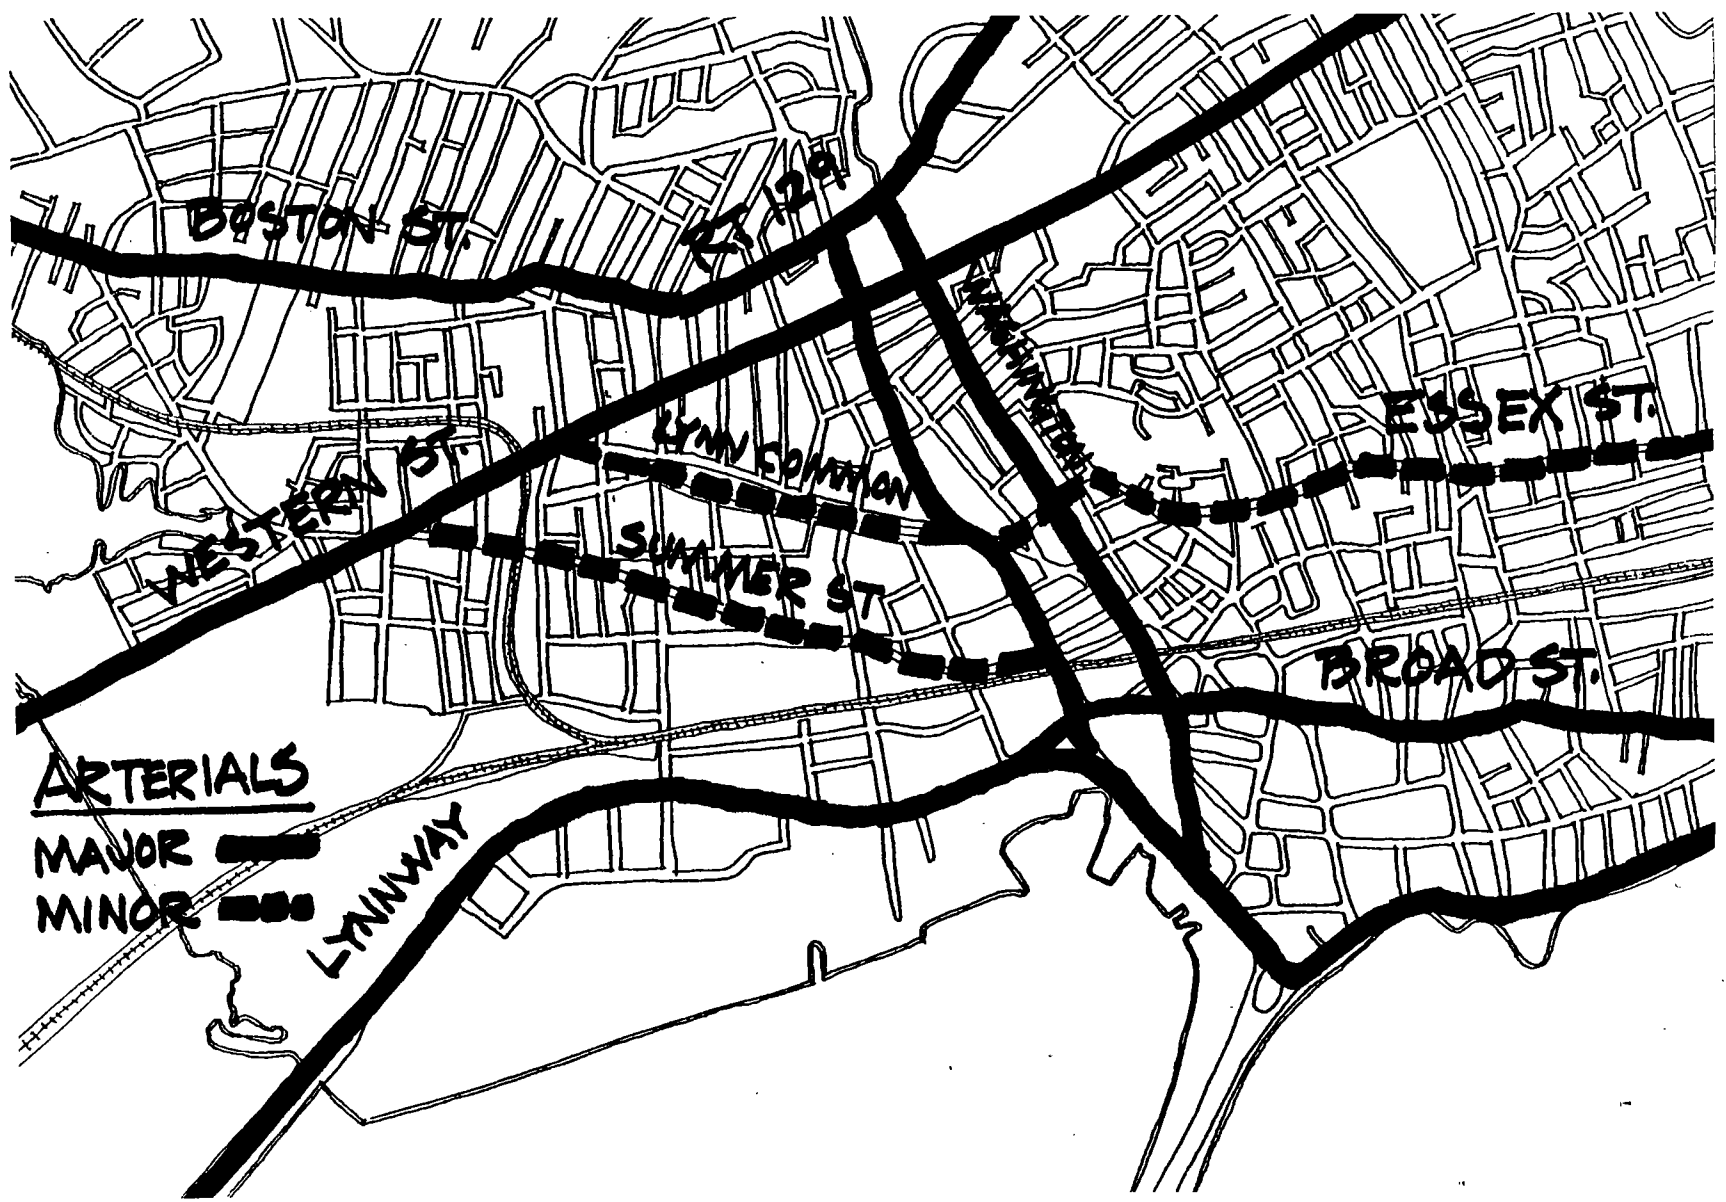 BOSTON ST.
RT 129
WASHINGTON
ESSEX ST.
LYNN COMMON
WESTERN ST.
SUMMER ST.
BROAD ST.
ARTERIALS
MAJOR
MINOR
LYNNWAY